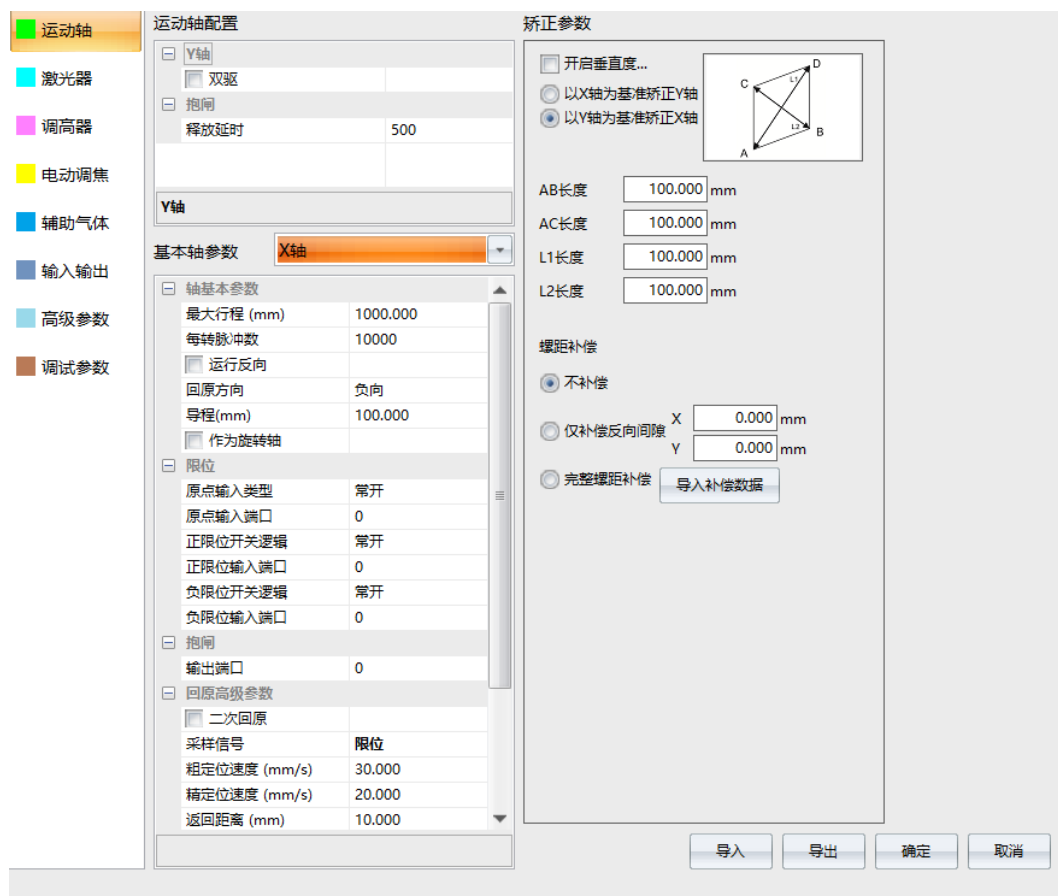 运动轴
激光器
调高器
电动调焦
辅助气体
输入输出
高级参数
调试参数
运动轴配置
Y轴
双驱
抱闸
释放延时 500
Y轴
基本轴参数 X轴
轴基本参数
最大行程 (mm) 1000.000
每转脉冲数 10000
运行反向
回原方向 负向
导程(mm) 100.000
作为旋转轴
限位
原点输入类型 常开
原点输入端口 0
正限位开关逻辑 常开
正限位输入端口 0
负限位开关逻辑 常开
负限位输入端口 0
抱闸
输出端口 0
回原高级参数
二次回原
采样信号 限位
粗定位速度 (mm/s) 30.000
精定位速度 (mm/s) 20.000
返回距离 (mm) 10.000
矫正参数
开启垂直度...
以X轴为基准矫正Y轴
以Y轴为基准矫正X轴
D
L1
C
L2
B
A
AB长度 100.000 mm
AC长度 100.000 mm
L1长度 100.000 mm
L2长度 100.000 mm
螺距补偿
不补偿
仅补偿反向间隙 X 0.000 mm
Y 0.000 mm
完整螺距补偿 导入补偿数据
导入 导出 确定 取消